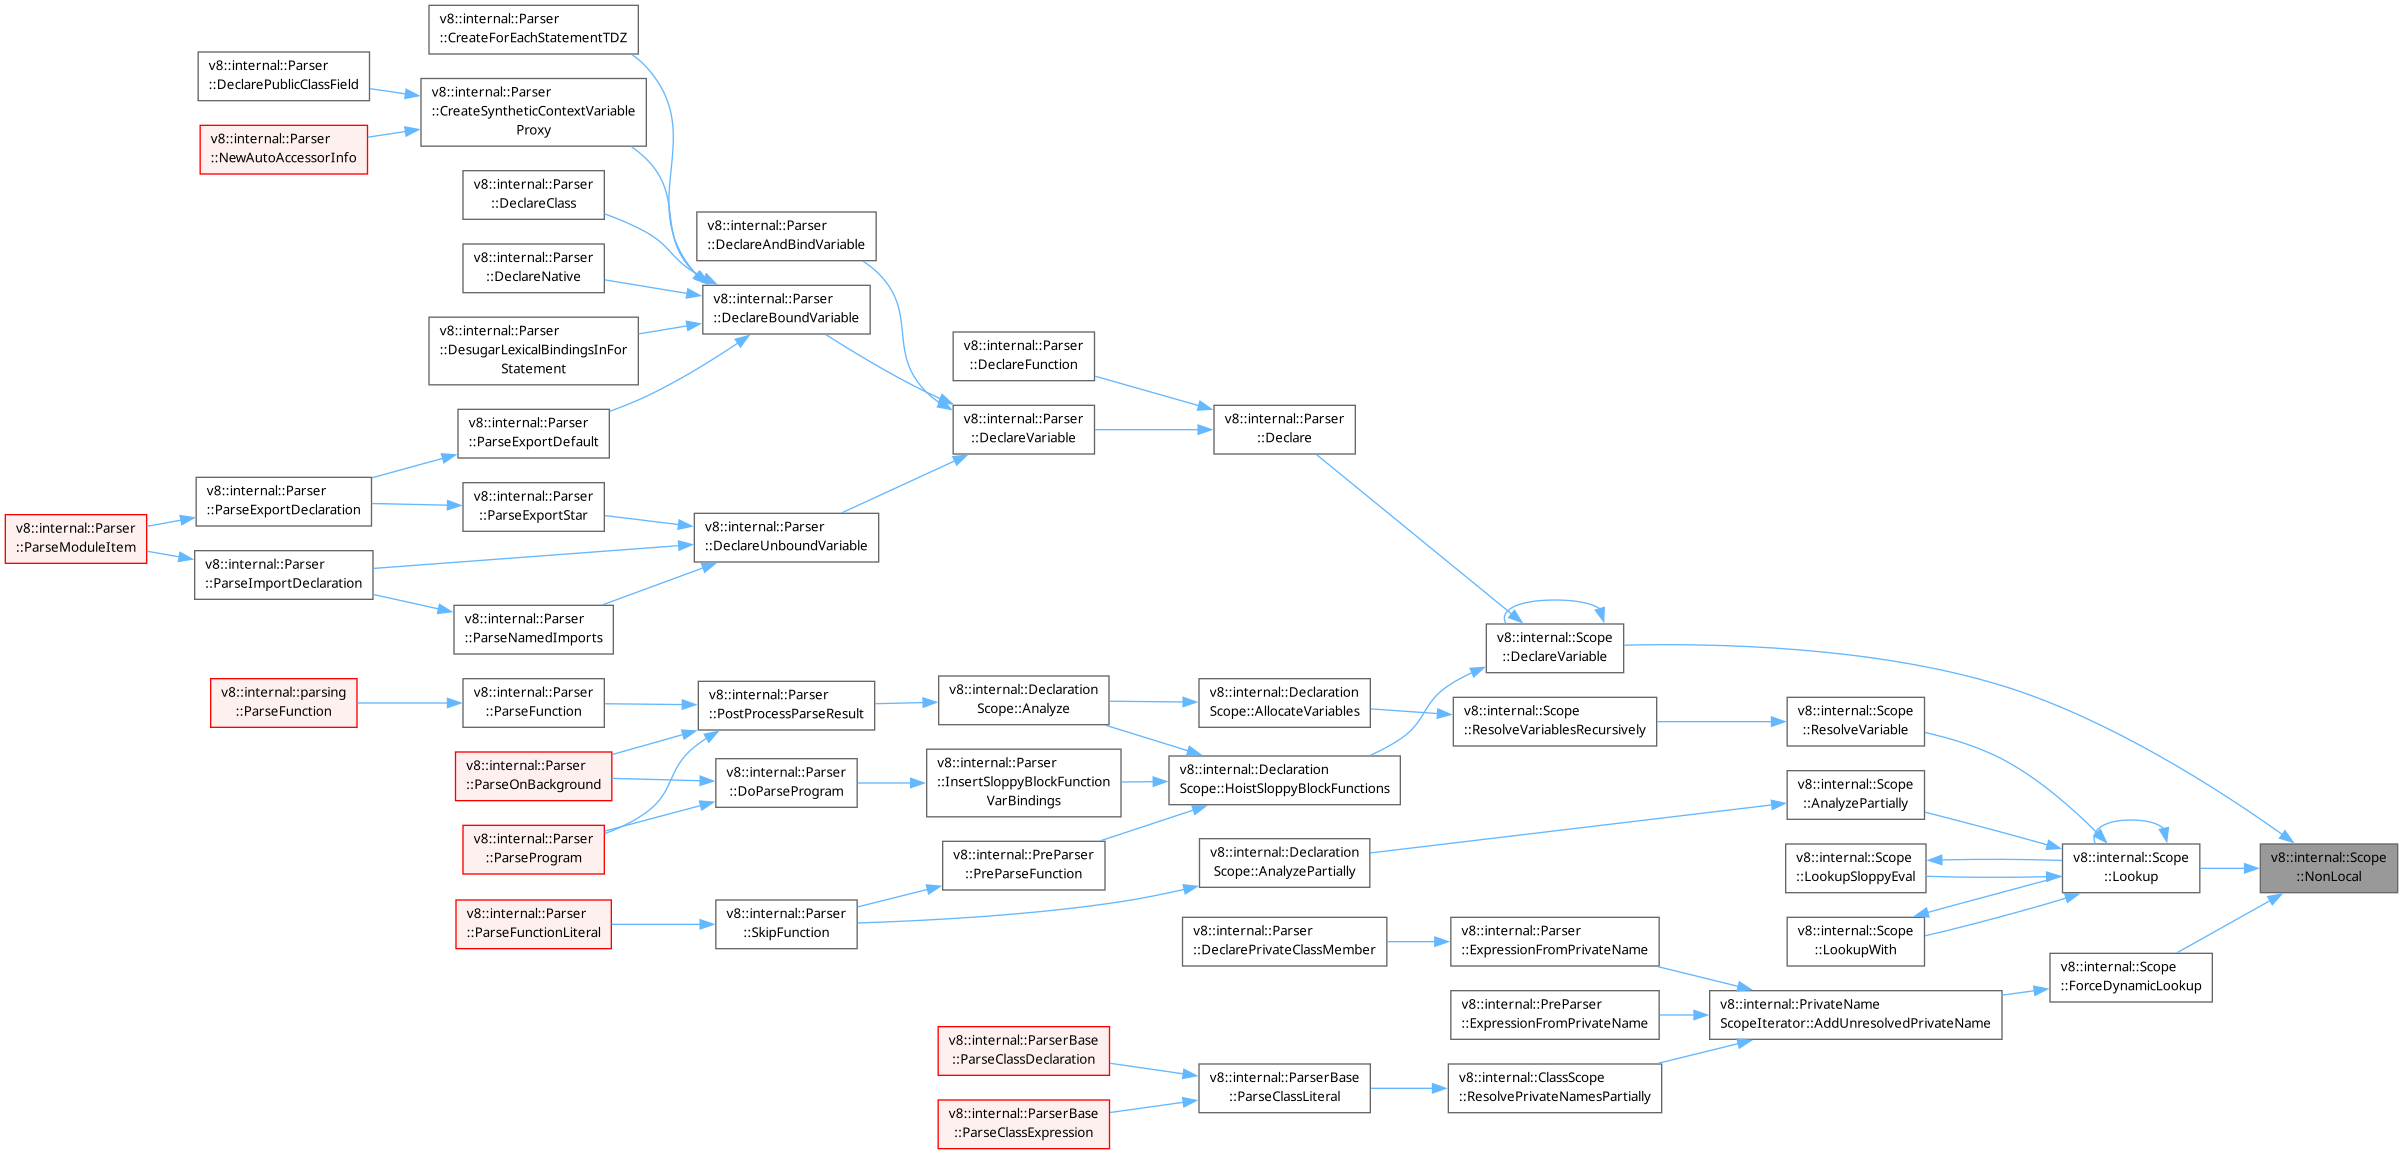 v8::internal::Parser
::CreateForEachStatementTDZ
v8::internal::Parser
::DeclarePublicClassField
v8::internal::Parser
::CreateSyntheticContextVariable
Proxy
v8::internal::Parser
::NewAutoAccessorInfo
v8::internal::Parser
::DeclareClass
v8::internal::Parser
::DeclareAndBindVariable
v8::internal::Parser
::DeclareNative
v8::internal::Parser
::DeclareBoundVariable
v8::internal::Parser
::DesugarLexicalBindingsInFor
Statement
v8::internal::Parser
::DeclareFunction
v8::internal::Parser
::ParseExportDefault
v8::internal::Parser
::DeclareVariable
v8::internal::Parser
::Declare
v8::internal::Parser
::ParseExportDeclaration
v8::internal::Parser
::ParseExportStar
v8::internal::Parser
::ParseModuleItem
v8::internal::Parser
::DeclareUnboundVariable
v8::internal::Parser
::ParseImportDeclaration
v8::internal::Parser
::ParseNamedImports
v8::internal::Scope
::DeclareVariable
v8::internal::parsing
::ParseFunction
v8::internal::Parser
::ParseFunction
v8::internal::Parser
::PostProcessParseResult
v8::internal::Declaration
Scope::Analyze
v8::internal::Declaration
Scope::AllocateVariables
v8::internal::Scope
::ResolveVariablesRecursively
v8::internal::Scope
::ResolveVariable
v8::internal::Parser
::ParseOnBackground
v8::internal::Parser
::DoParseProgram
v8::internal::Parser
::InsertSloppyBlockFunction
VarBindings
v8::internal::Declaration
Scope::HoistSloppyBlockFunctions
v8::internal::Scope
::AnalyzePartially
v8::internal::Parser
::ParseProgram
v8::internal::PreParser
::PreParseFunction
v8::internal::Declaration
Scope::AnalyzePartially
v8::internal::Scope
::LookupSloppyEval
v8::internal::Scope
::Lookup
v8::internal::Scope
::NonLocal
v8::internal::Parser
::ParseFunctionLiteral
v8::internal::Parser
::SkipFunction
v8::internal::Parser
::DeclarePrivateClassMember
v8::internal::Parser
::ExpressionFromPrivateName
v8::internal::Scope
::LookupWith
v8::internal::Scope
::ForceDynamicLookup
v8::internal::PreParser
::ExpressionFromPrivateName
v8::internal::PrivateName
ScopeIterator::AddUnresolvedPrivateName
v8::internal::ParserBase
::ParseClassDeclaration
v8::internal::ParserBase
::ParseClassLiteral
v8::internal::ClassScope
::ResolvePrivateNamesPartially
v8::internal::ParserBase
::ParseClassExpression